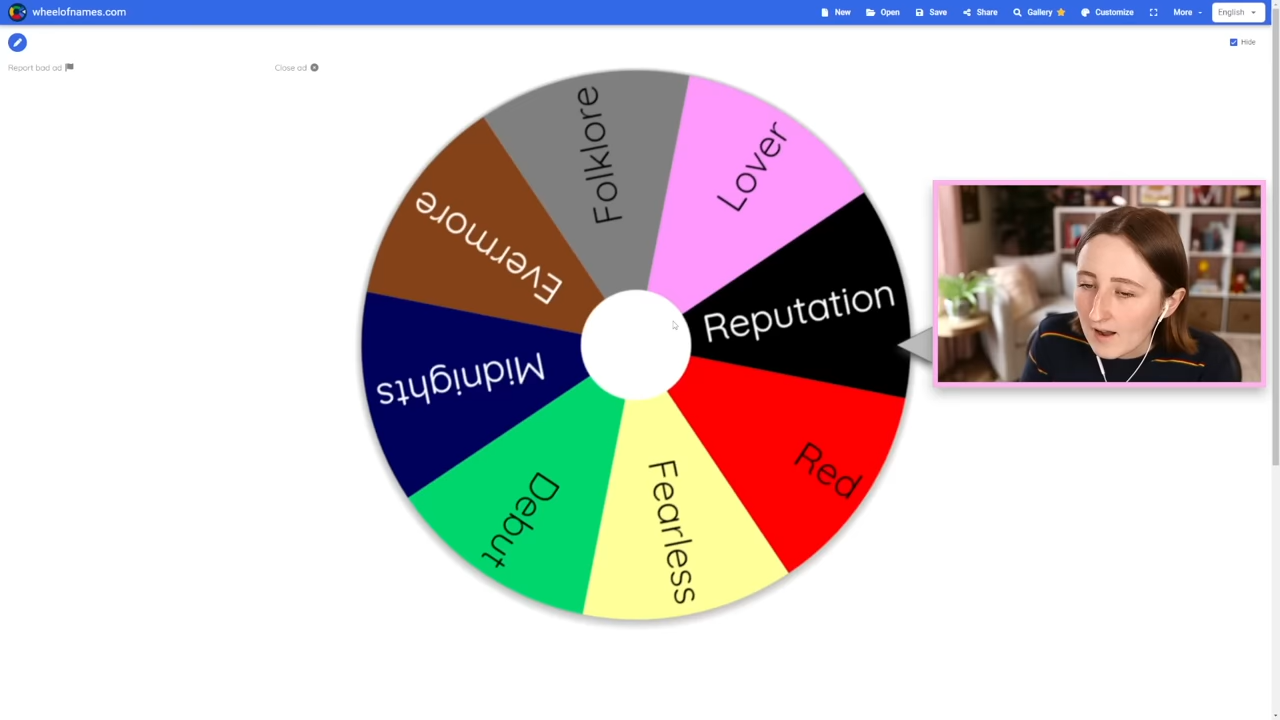 wheelofnames.com
New
Open
Save
Share
Gallery
Customize
More
English
Hide
Report bad ad
Close ad
Folklore
Lover
Reputation
Red
Fearless
Debut
Midnights
Evermore